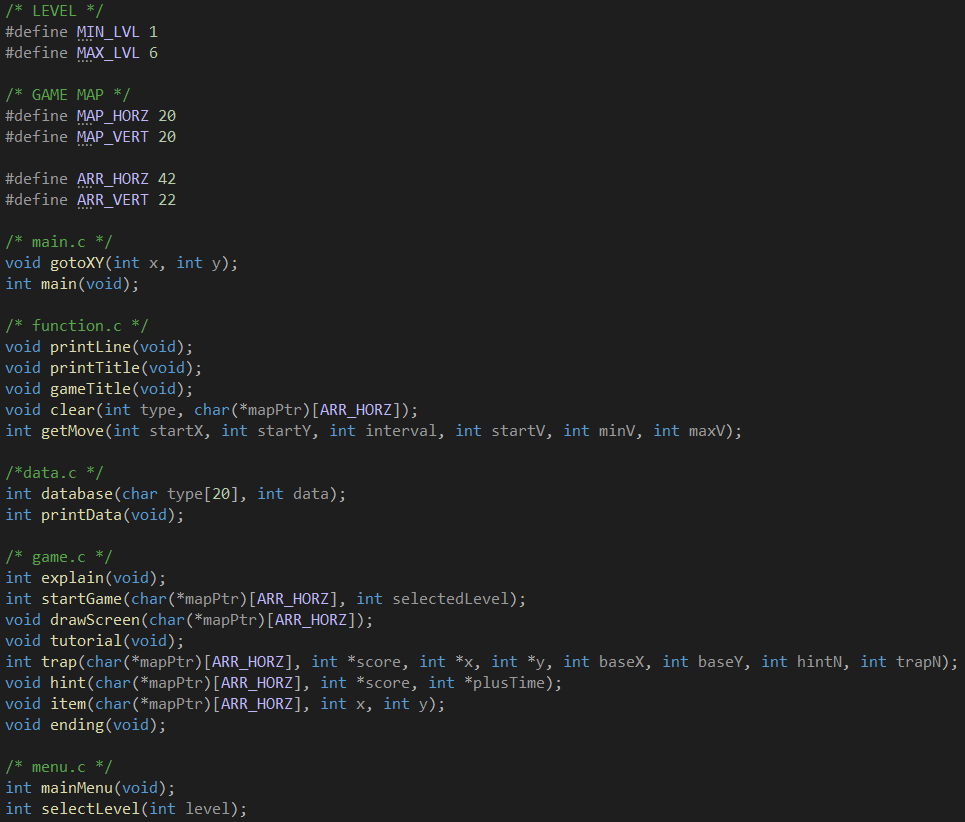 /* LEVEL */
#define MIN_LVL 1
#define MAX_LVL 6
/* GAME MAP */
#define MAP_HORZ 20
#define MAP_VERT 20
#define ARR_HORZ 42
#define ARR_VERT 22
/* main.c */
void gotoXY(int x, int y);
int main(void);
/* function.c */
void printLine(void);
void printTitle(void);
void gameTitle(void);
void clear(int type, char(*mapPtr)[ARR_HORZ]);
int getMove(int startX, int startY, int interval, int startV, int minV, int maxV);
/*data.c */
int database(char type[20], int data);
int printData(void);
/* game.c */
int explain(void);
int startGame(char(*mapPtr)[ARR_HORZ], int selectedLevel);
void drawScreen(char(*mapPtr)[ARR_HORZ]);
void tutorial(void);
int trap(char(*mapPtr)[ARR_HORZ], int *score, int *x, int *y, int baseX, int baseY, int hintN, int trapN);
void hint(char(*mapPtr)[ARR_HORZ], int *score, int *plusTime);
void item(char(*mapPtr)[ARR_HORZ], int x, int y);
void ending(void);
/* menu.c */
int mainMenu(void);
int selectLevel(int level);